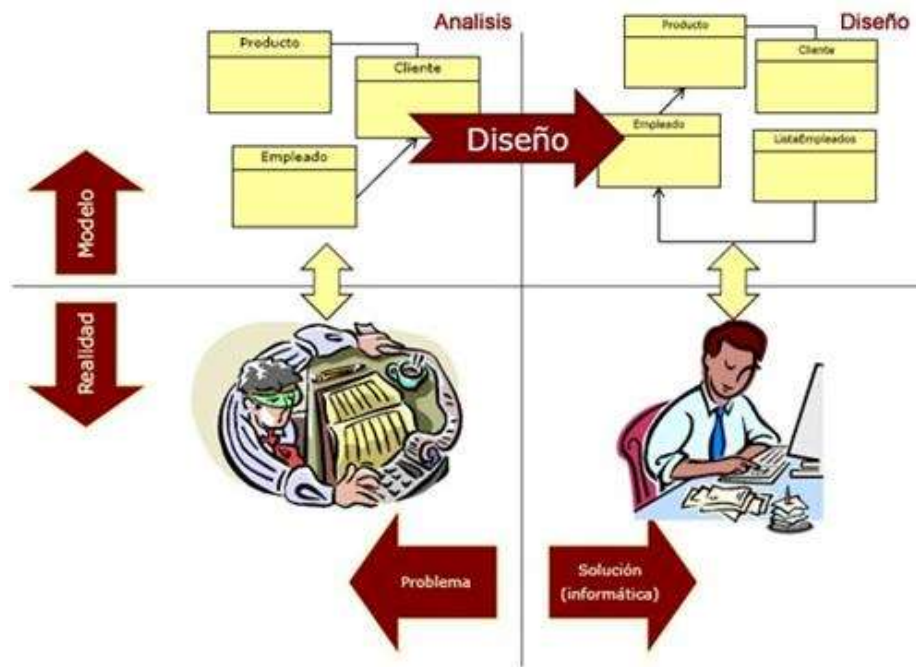 Analisis
Diseño
Producto
Cliente
Empleado
Diseño
Producto
Cliente
Empleado
ListaEmpleados
Modelo
Realidad
Problema
Solución
(informática)